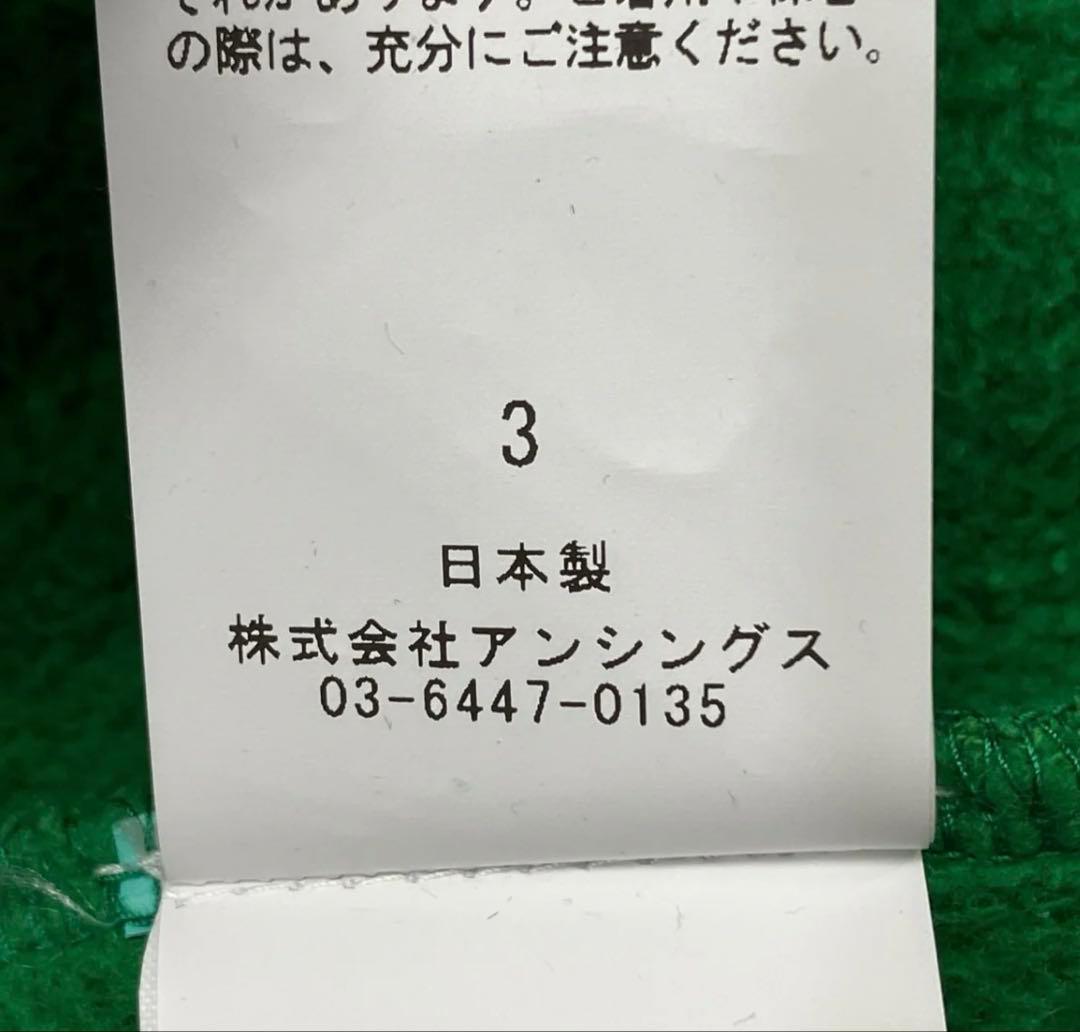 の際は、充分にご注意ください。
3
日本製
株式会社アンシングス
03-6447-0135